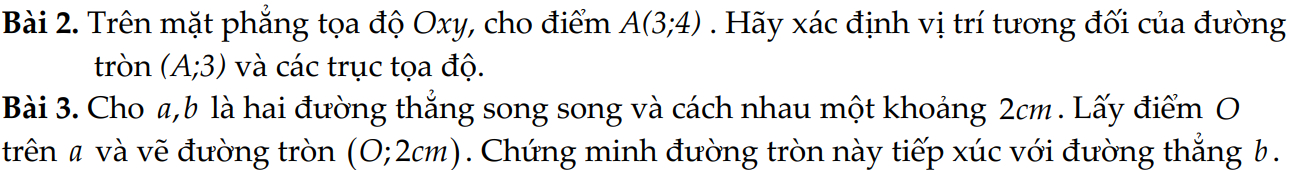 Bài 2. Trên mặt phẳng tọa độ Oxy, cho điểm A(3;4) . Hãy xác định vị trí tương đối của đường
tròn (A;3) và các trục tọa độ.
Bài 3. Cho a,b là hai đường thẳng song song và cách nhau một khoảng 2cm. Lấy điểm O
trên a và vẽ đường tròn (O;2cm). Chứng minh đường tròn này tiếp xúc với đường thẳng b.